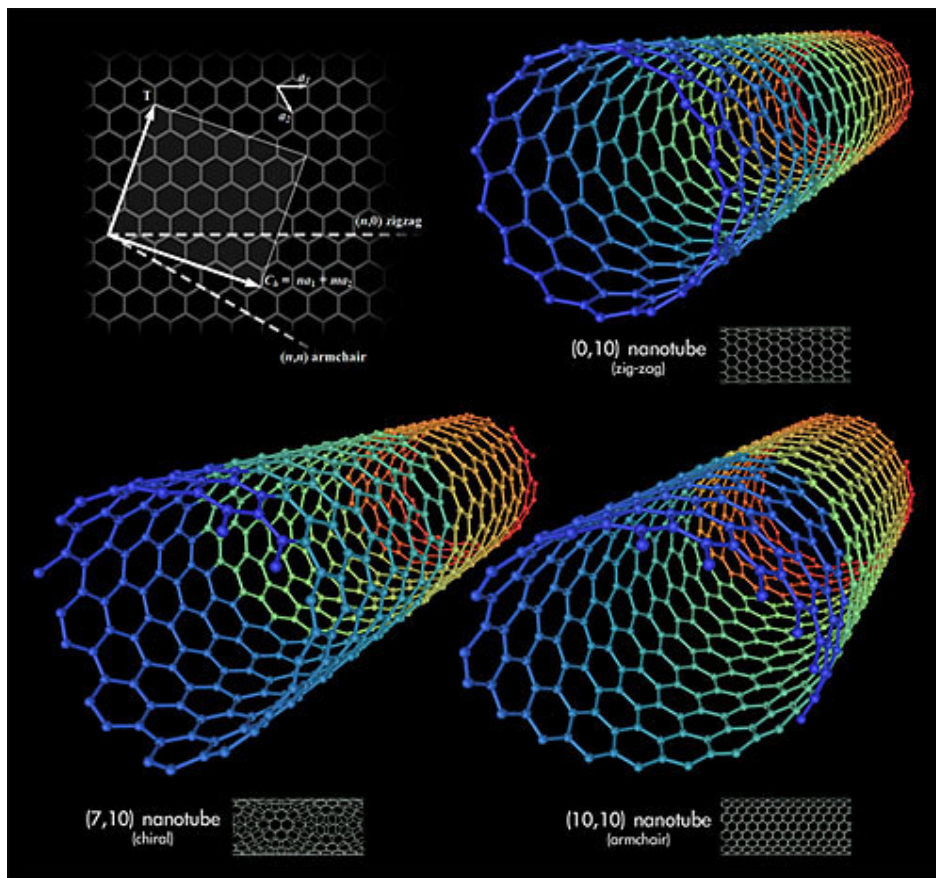 a₁
T
a₂
(n,0) zigzag
Cₕ = na₁ + ma₂
(n,n) armchair
(0,10) nanotube
(zig-zag)
(7,10) nanotube
(chiral)
(10,10) nanotube
(armchair)